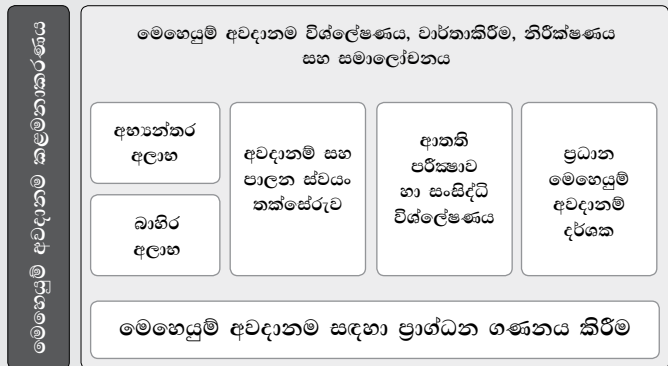 මෙහෙයුම් අවදානම කළමනාකරණය
මෙහෙයුම් අවදානම විශ්ලේෂණය, වාර්තාකිරීම, නිරීක්ෂණය
සහ සමාලෝචනය
අභ්‍යන්තර
අලාභ
බාහිර
අලාභ
අවදානම් සහ
පාලන ස්වයං
තක්සේරුව
ආතති
පරීක්‍ෂාව
හා සංසිද්ධි
විශ්ලේෂණය
ප්‍රධාන
මෙහෙයුම්
අවදානම්
දර්ශක
මෙහෙයුම් අවදානම සඳහා ප්‍රාග්ධන ගණනය කිරීම